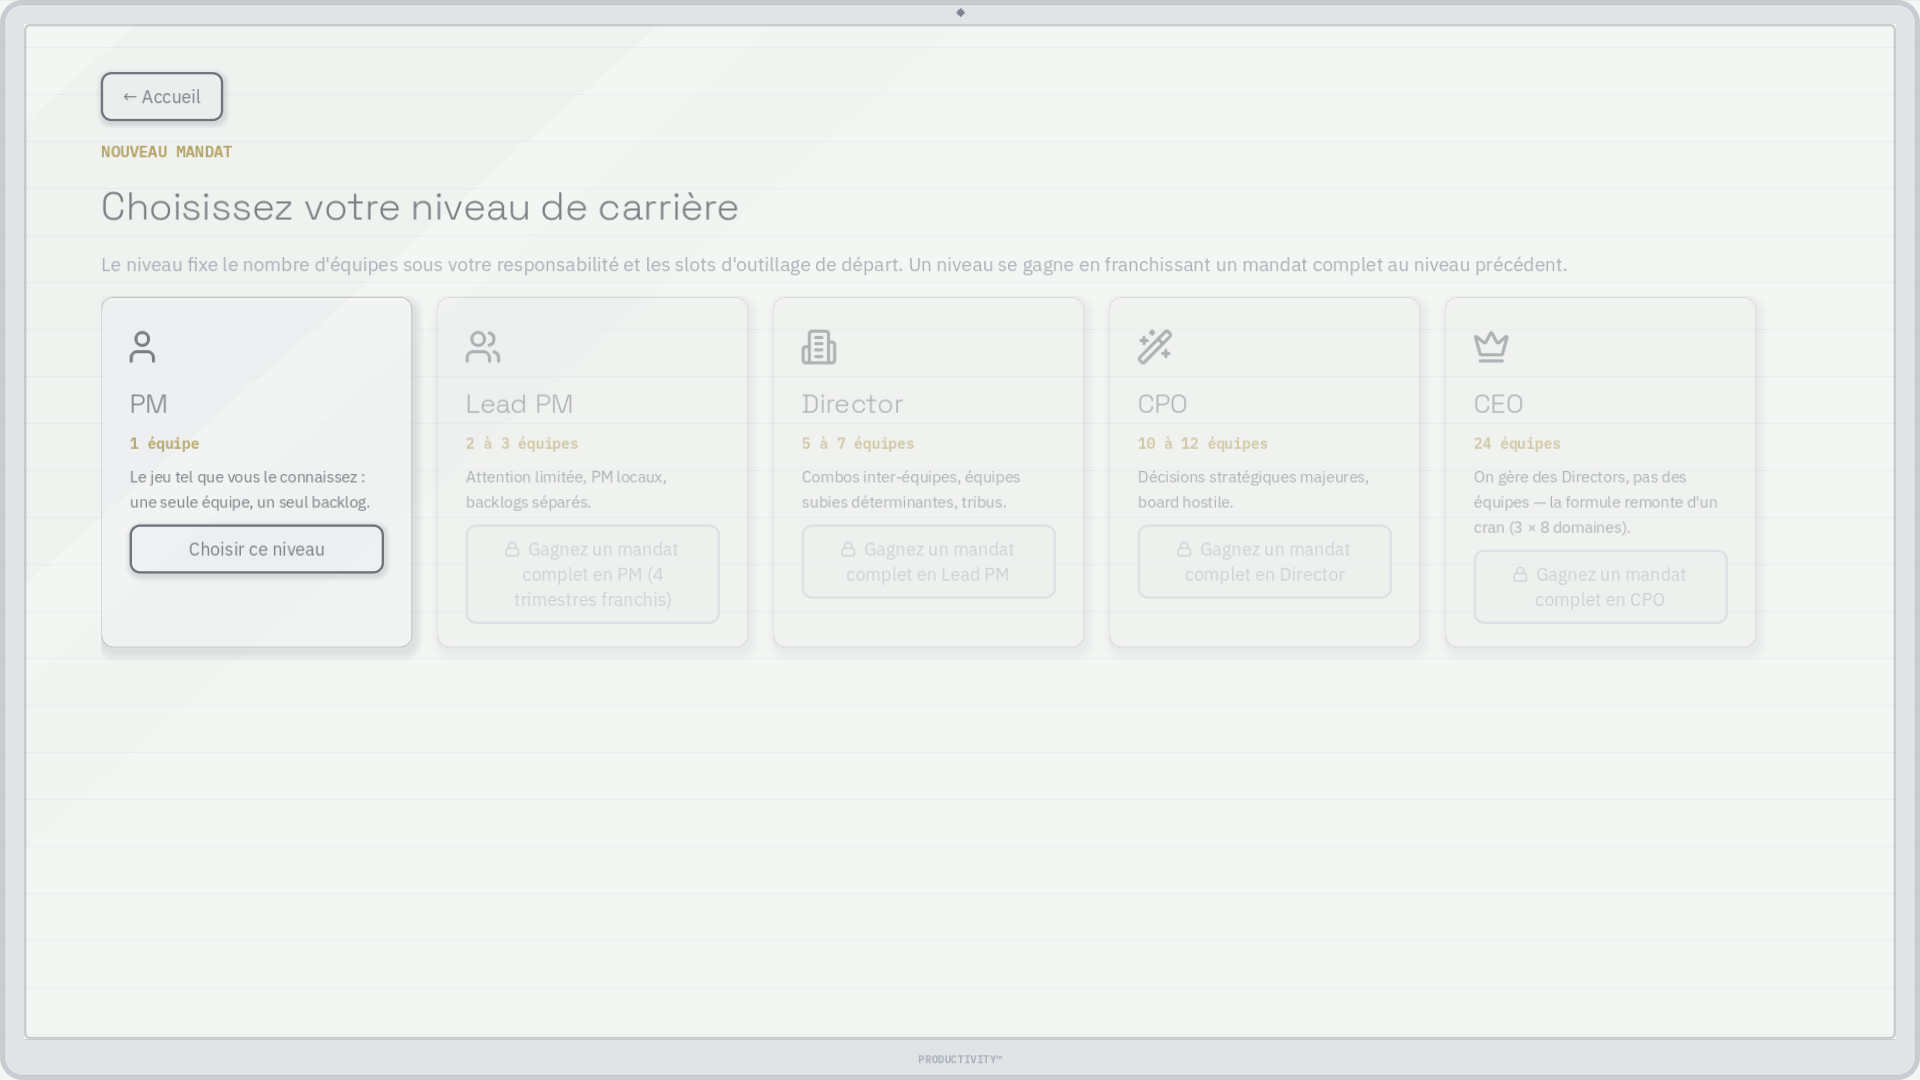 ← Accueil
NOUVEAU MANDAT
Choisissez votre niveau de carrière
Le niveau fixe le nombre d'équipes sous votre responsabilité et les slots d'outillage de départ. Un niveau se gagne en franchissant un mandat complet au niveau précédent.
PM
1 équipe
Le jeu tel que vous le connaissez :
une seule équipe, un seul backlog.
Choisir ce niveau
Lead PM
2 à 3 équipes
Attention limitée, PM locaux,
backlogs séparés.
Gagnez un mandat
complet en PM (4
trimestres franchis)
Director
5 à 7 équipes
Combos inter-équipes, équipes
subies déterminantes, tribus.
Gagnez un mandat
complet en Lead PM
CPO
10 à 12 équipes
Décisions stratégiques majeures,
board hostile.
Gagnez un mandat
complet en Director
CEO
24 équipes
On gère des Directors, pas des
équipes — la formule remonte d'un
cran (3 × 8 domaines).
Gagnez un mandat
complet en CPO
PRODUCTIVITY™